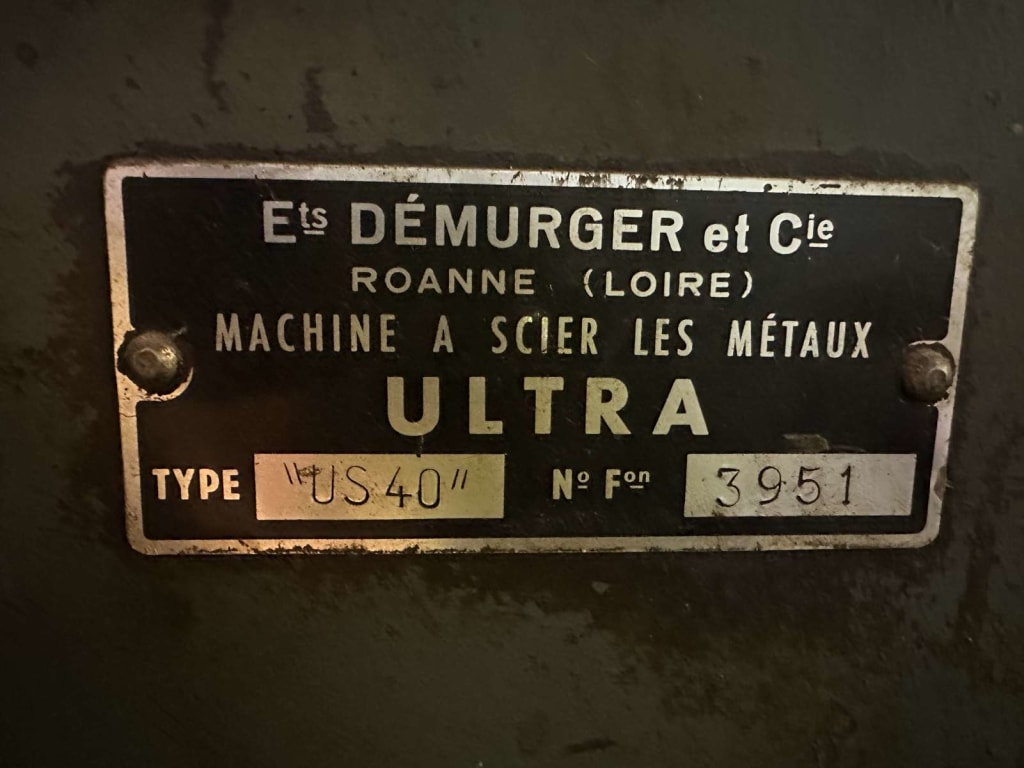 Ets DÉMURGER et Cie
ROANNE (LOIRE)
MACHINE A SCIER LES MÉTAUX
ULTRA
TYPE "US40" Nº Fon 3951